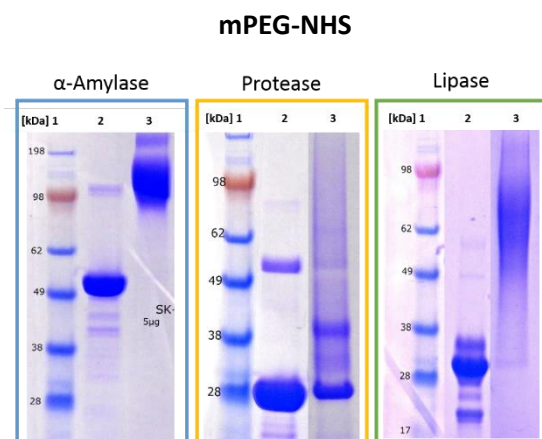 mPEG-NHS
α-Amylase
[kDa] 1 2 3
198
98
62
49
38
28
SK-
5µg
Protease
[kDa] 1 2 3
98
62
49
38
28
Lipase
[kDa] 1 2 3
98
62
49
38
28
17